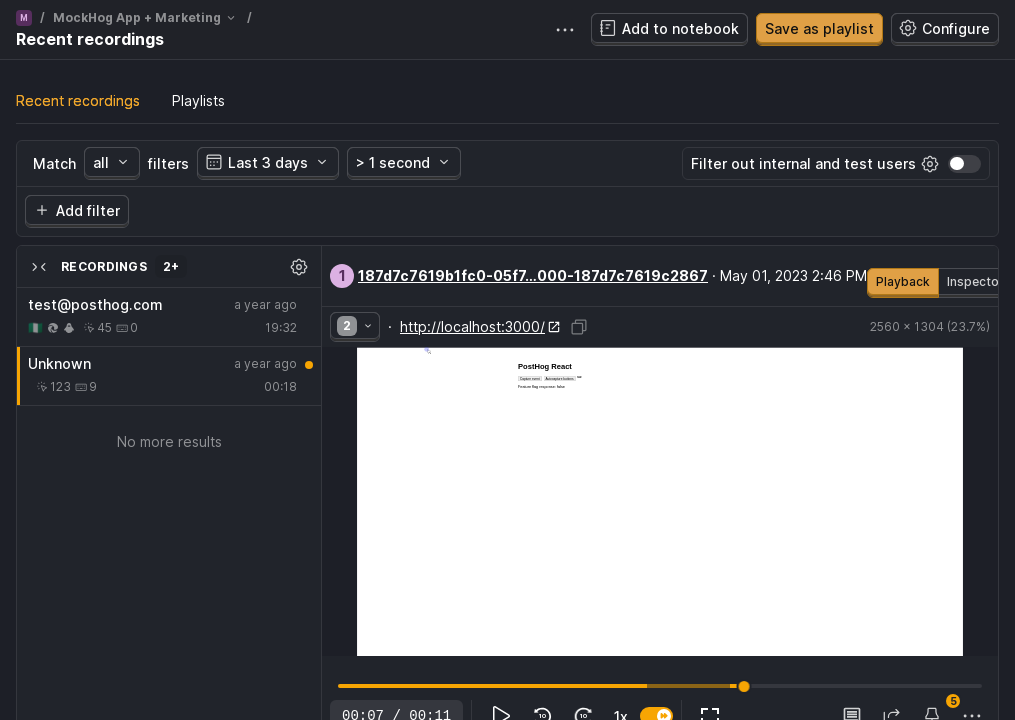 M / MockHog App + Marketing /
Recent recordings
Add to notebook
Save as playlist
Configure
Recent recordings
Playlists
Match all filters Last 3 days > 1 second
Filter out internal and test users
Add filter
RECORDINGS 2+
test@posthog.com a year ago
45 0 19:32
Unknown a year ago
123 9 00:18
No more results
1 187d7c7619b1fc0-05f7...000-187d7c7619c2867 · May 01, 2023 2:46 PM
Playback Inspecto
2 · http://localhost:3000/ 2560 × 1304 (23.7%)
PostHog React
Feature flag response: false
00:07 / 00:11 10 10 1x 5